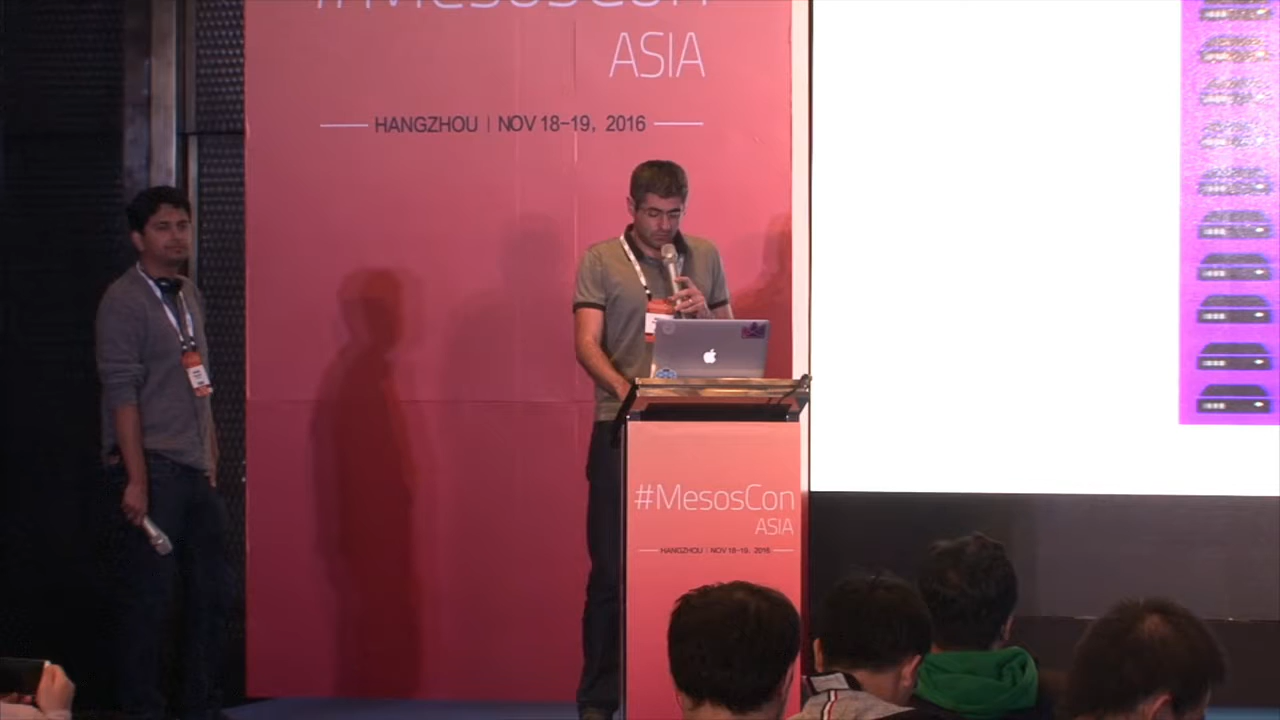 #MesosCon
ASIA
HANGZHOU | NOV 18-19, 2016
#MesosCon
ASIA
HANGZHOU | NOV 18-19, 2016